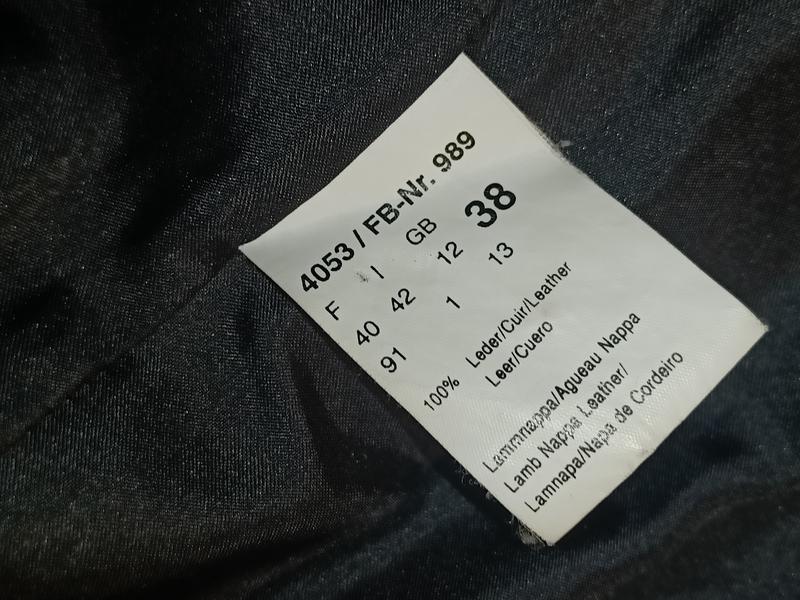 4053 / FB-Nr. 989
F I GB 38
40 42 12
91 1 13
100% Leder/Cuir/Leather
Leer/Cuero
Lammnappa/Agueau Nappa
Lamb Nappa Leather/
Lamnapa/Napa de Cordeiro